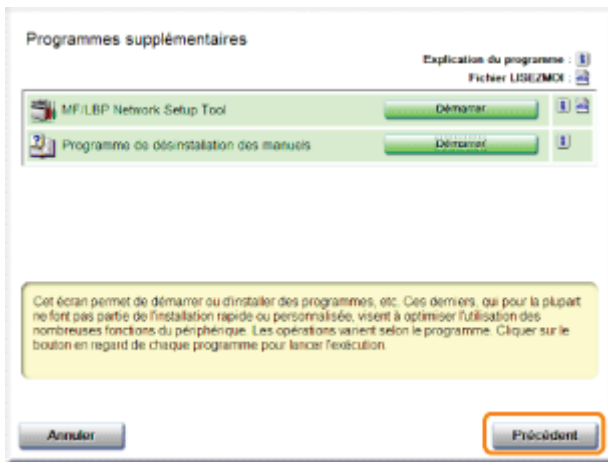 Programmes supplémentaires
Explication du programme :
Fichier LISEZMOI :
MF/LBP Network Setup Tool Démarrer
Programme de désinstallation des manuels Démarrer
Cet écran permet de démarrer ou d'installer des programmes, etc. Ces derniers, qui pour la plupart
ne font pas partie de l'installation rapide ou personnalisée, visent à optimiser l'utilisation des
nombreuses fonctions du périphérique. Les opérations varient selon le programme. Cliquer sur le
bouton en regard de chaque programme pour lancer l'exécution.
Annuler Précédent